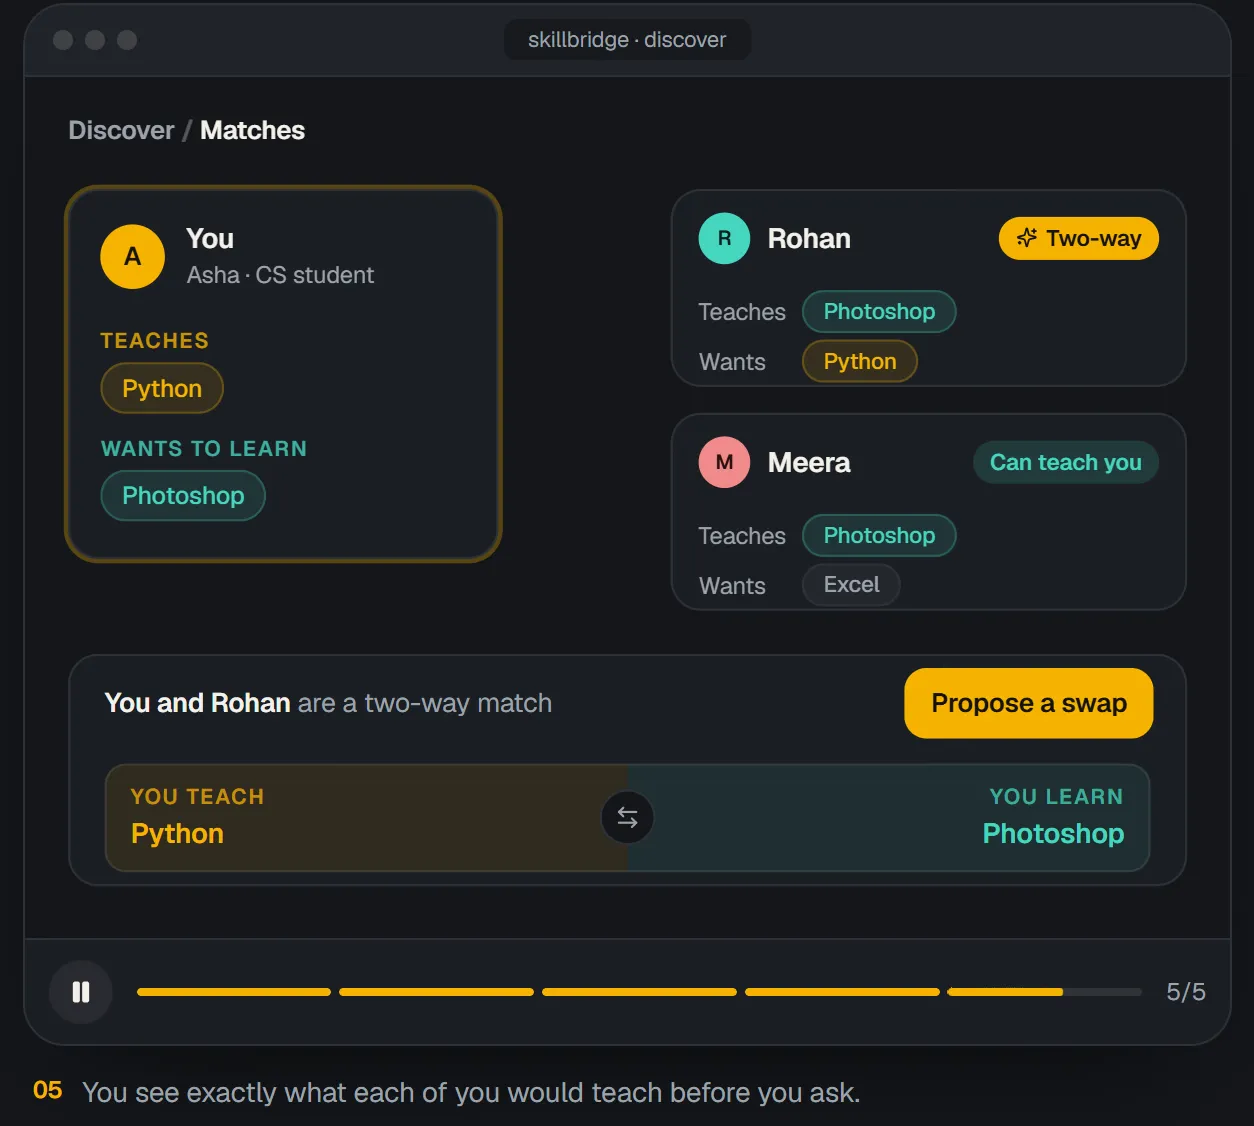 skillbridge · discover
Discover / Matches
A
You
Asha · CS student
TEACHES
Python
WANTS TO LEARN
Photoshop
R
Rohan
Two-way
Teaches Photoshop
Wants Python
M
Meera
Can teach you
Teaches Photoshop
Wants Excel
You and Rohan are a two-way match
Propose a swap
YOU TEACH
Python
YOU LEARN
Photoshop
5/5
05 You see exactly what each of you would teach before you ask.